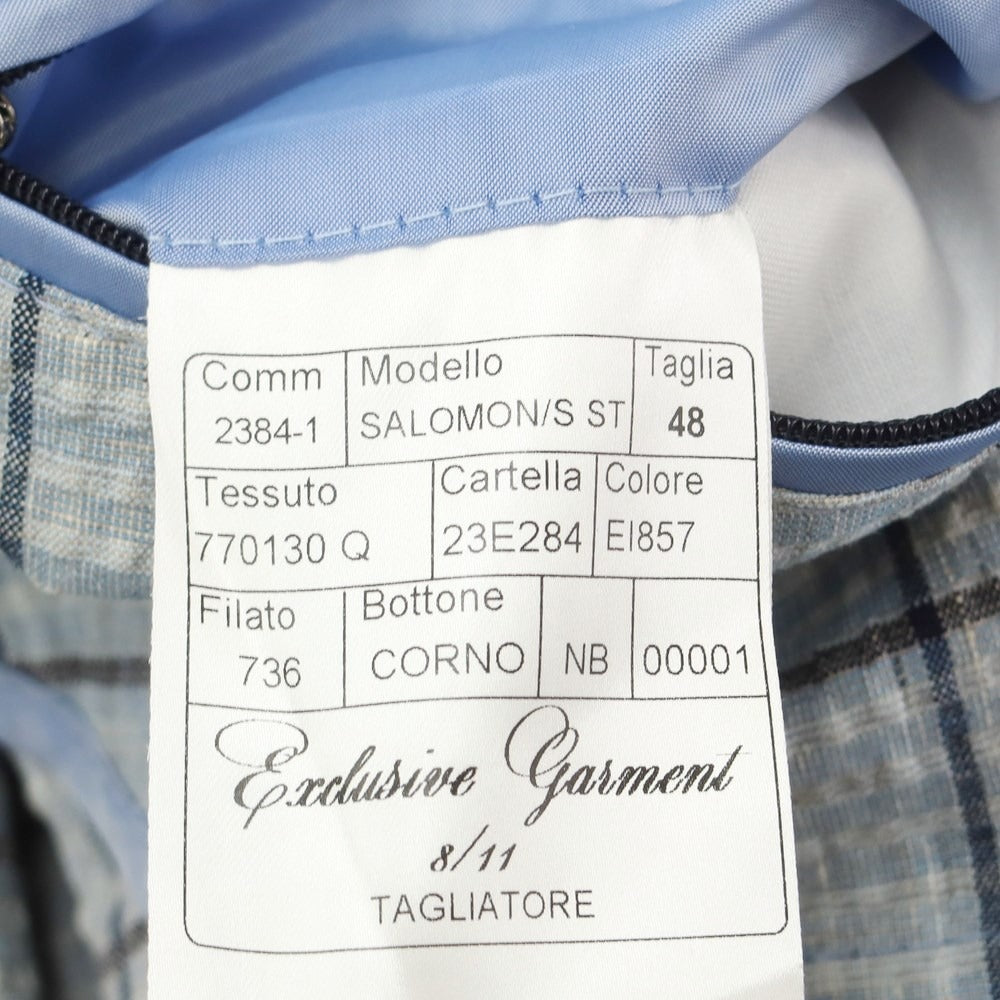 Comm Modello Taglia
2384-1 SALOMON/S ST 48
Tessuto Cartella Colore
770130 Q 23E284 EI857
Filato Bottone
736 CORNO NB 00001
Exclusive Garment
8/11
TAGLIATORE